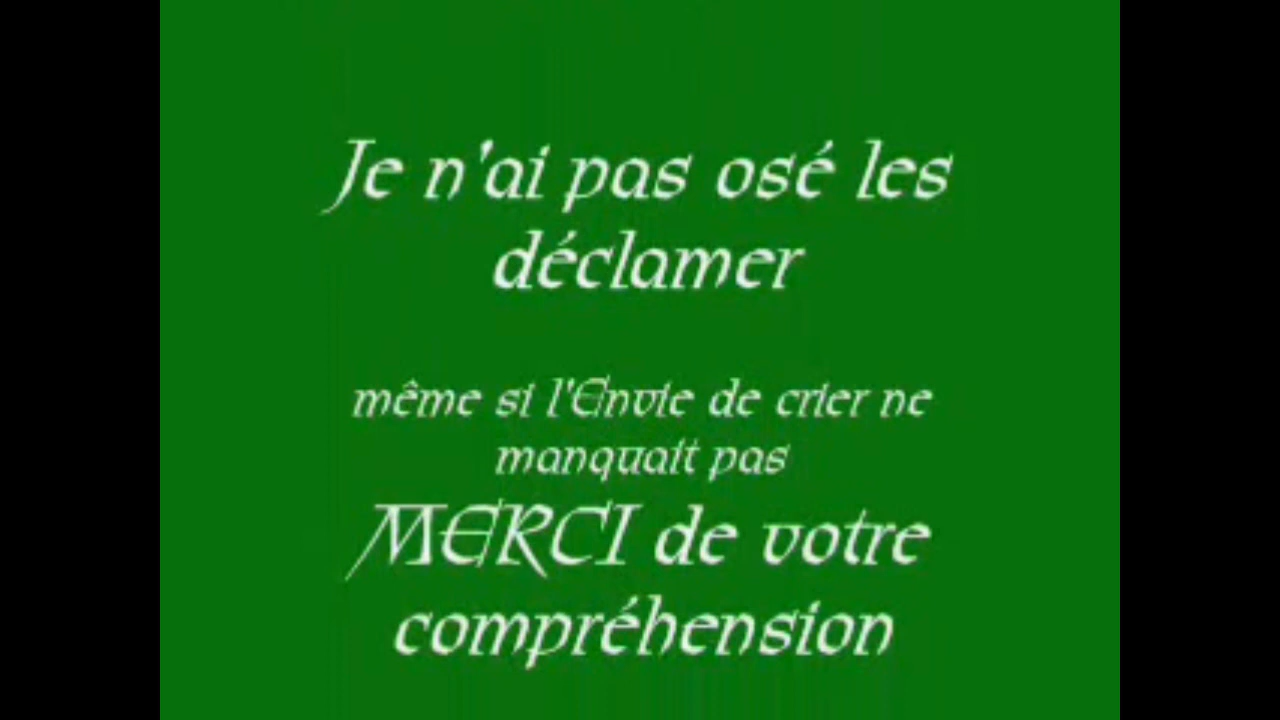 Je n'ai pas osé les
déclamer
même si l'Envie de crier ne
manquait pas
MERCI de votre
compréhension